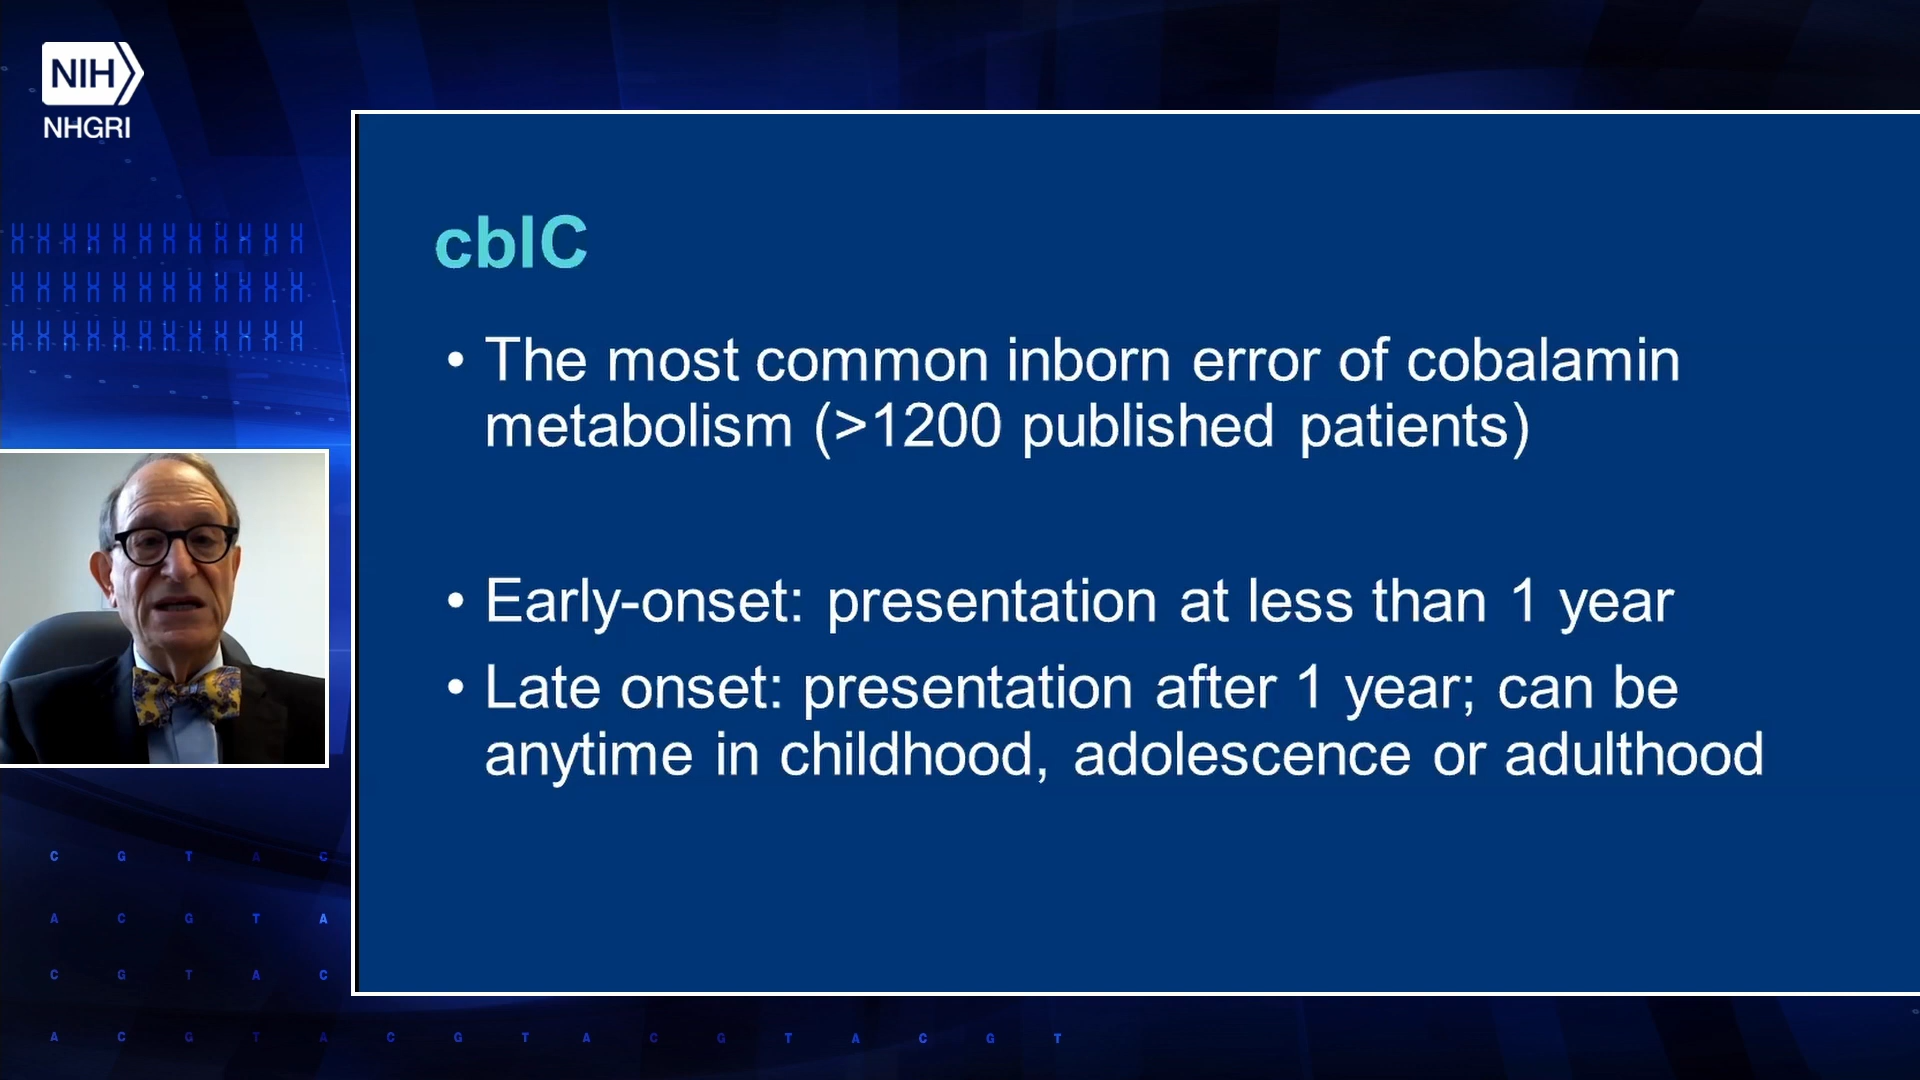 NIH
NHGRI
cblC
• The most common inborn error of cobalamin
metabolism (>1200 published patients)
• Early-onset: presentation at less than 1 year
• Late onset: presentation after 1 year; can be
anytime in childhood, adolescence or adulthood
C G T A C
A C G T A
C G T A C
A C G T A C G T A C G T A C G T